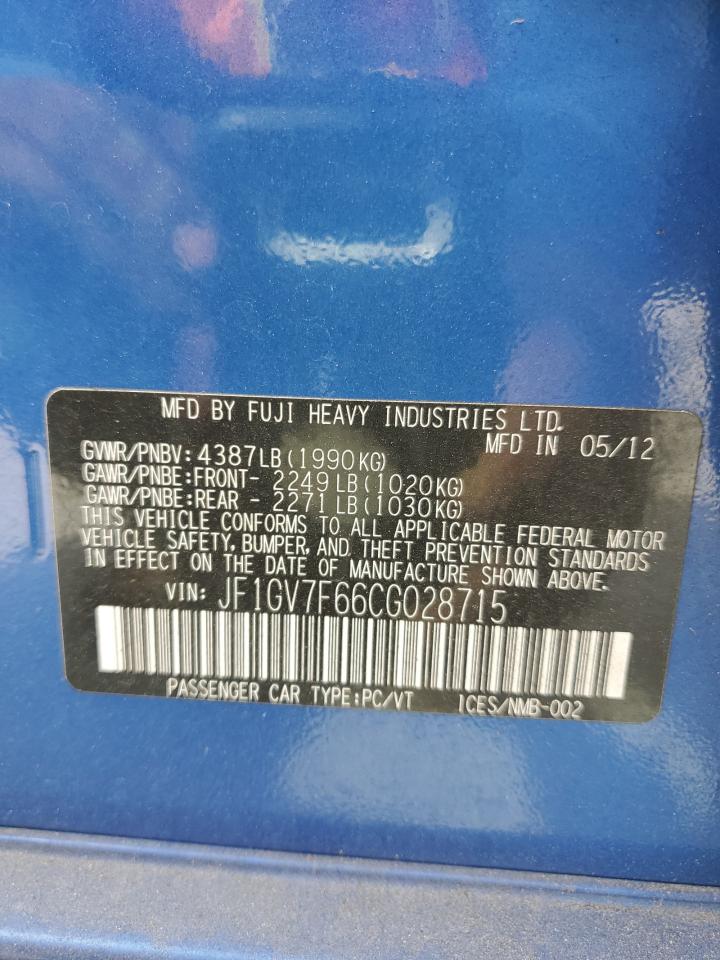 MFD BY FUJI HEAVY INDUSTRIES LTD.
MFD IN 05/12
GVWR/PNBV: 4387LB (1990KG)
GAWR/PNBE:FRONT- 2249LB (1020KG)
GAWR/PNBE:REAR - 2271LB (1030KG)
THIS VEHICLE CONFORMS TO ALL APPLICABLE FEDERAL MOTOR
VEHICLE SAFETY, BUMPER, AND THEFT PREVENTION STANDARDS
IN EFFECT ON THE DATE OF MANUFACTURE SHOWN ABOVE.
VIN: JF1GV7F66CG028715
PASSENGER CAR TYPE:PC/VT ICES/NMB-002